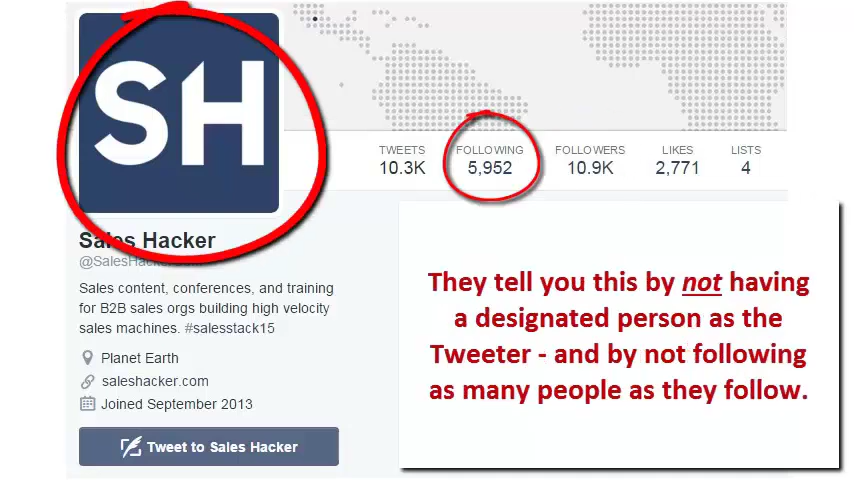 SH
TWEETS FOLLOWING FOLLOWERS LIKES LISTS
10.3K 5,952 10.9K 2,771 4
Sales Hacker
Sales content, conferences, and training
for B2B sales orgs building high velocity
sales machines. #salesstack15
Planet Earth
saleshacker.com
Joined September 2013
Tweet to Sales Hacker
They tell you this by not having
a designated person as the
Tweeter - and by not following
as many people as they follow.